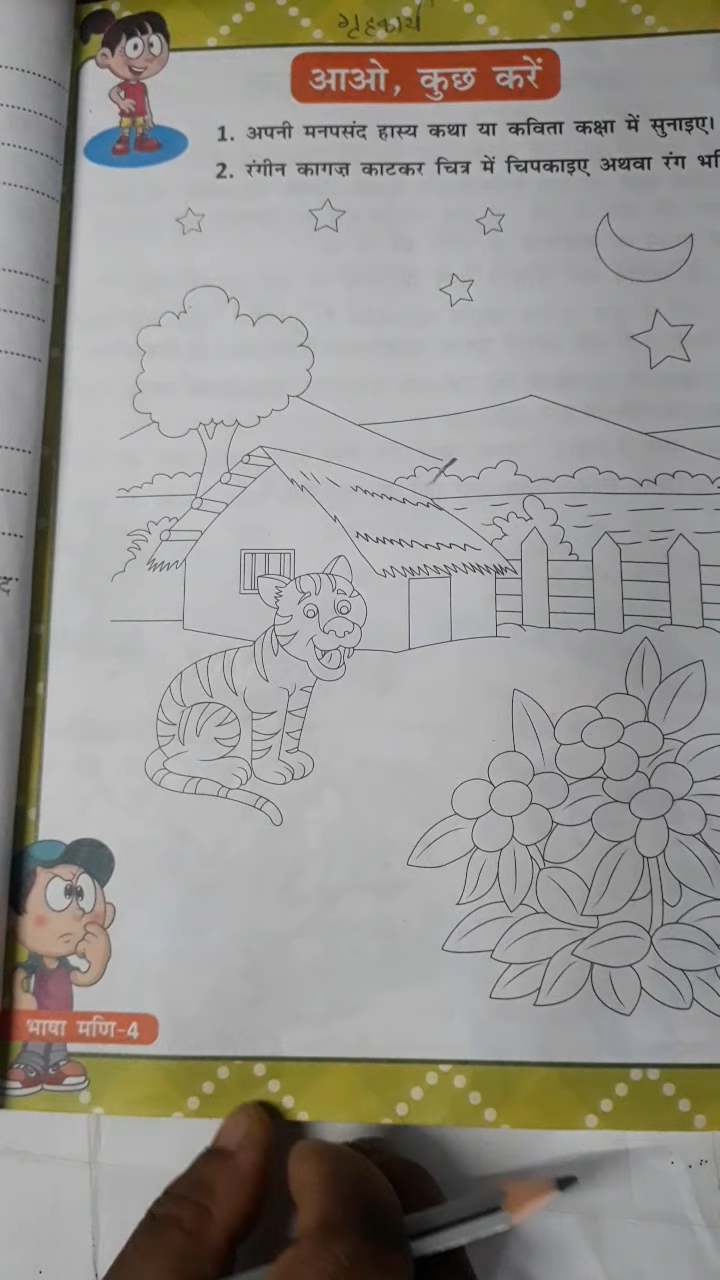 गृहकार्य
आओ, कुछ करें
1. अपनी मनपसंद हास्य कथा या कविता कक्षा में सुनाइए।
2. रंगीन कागज़ काटकर चित्र में चिपकाइए अथवा रंग
भाषा मणि-4